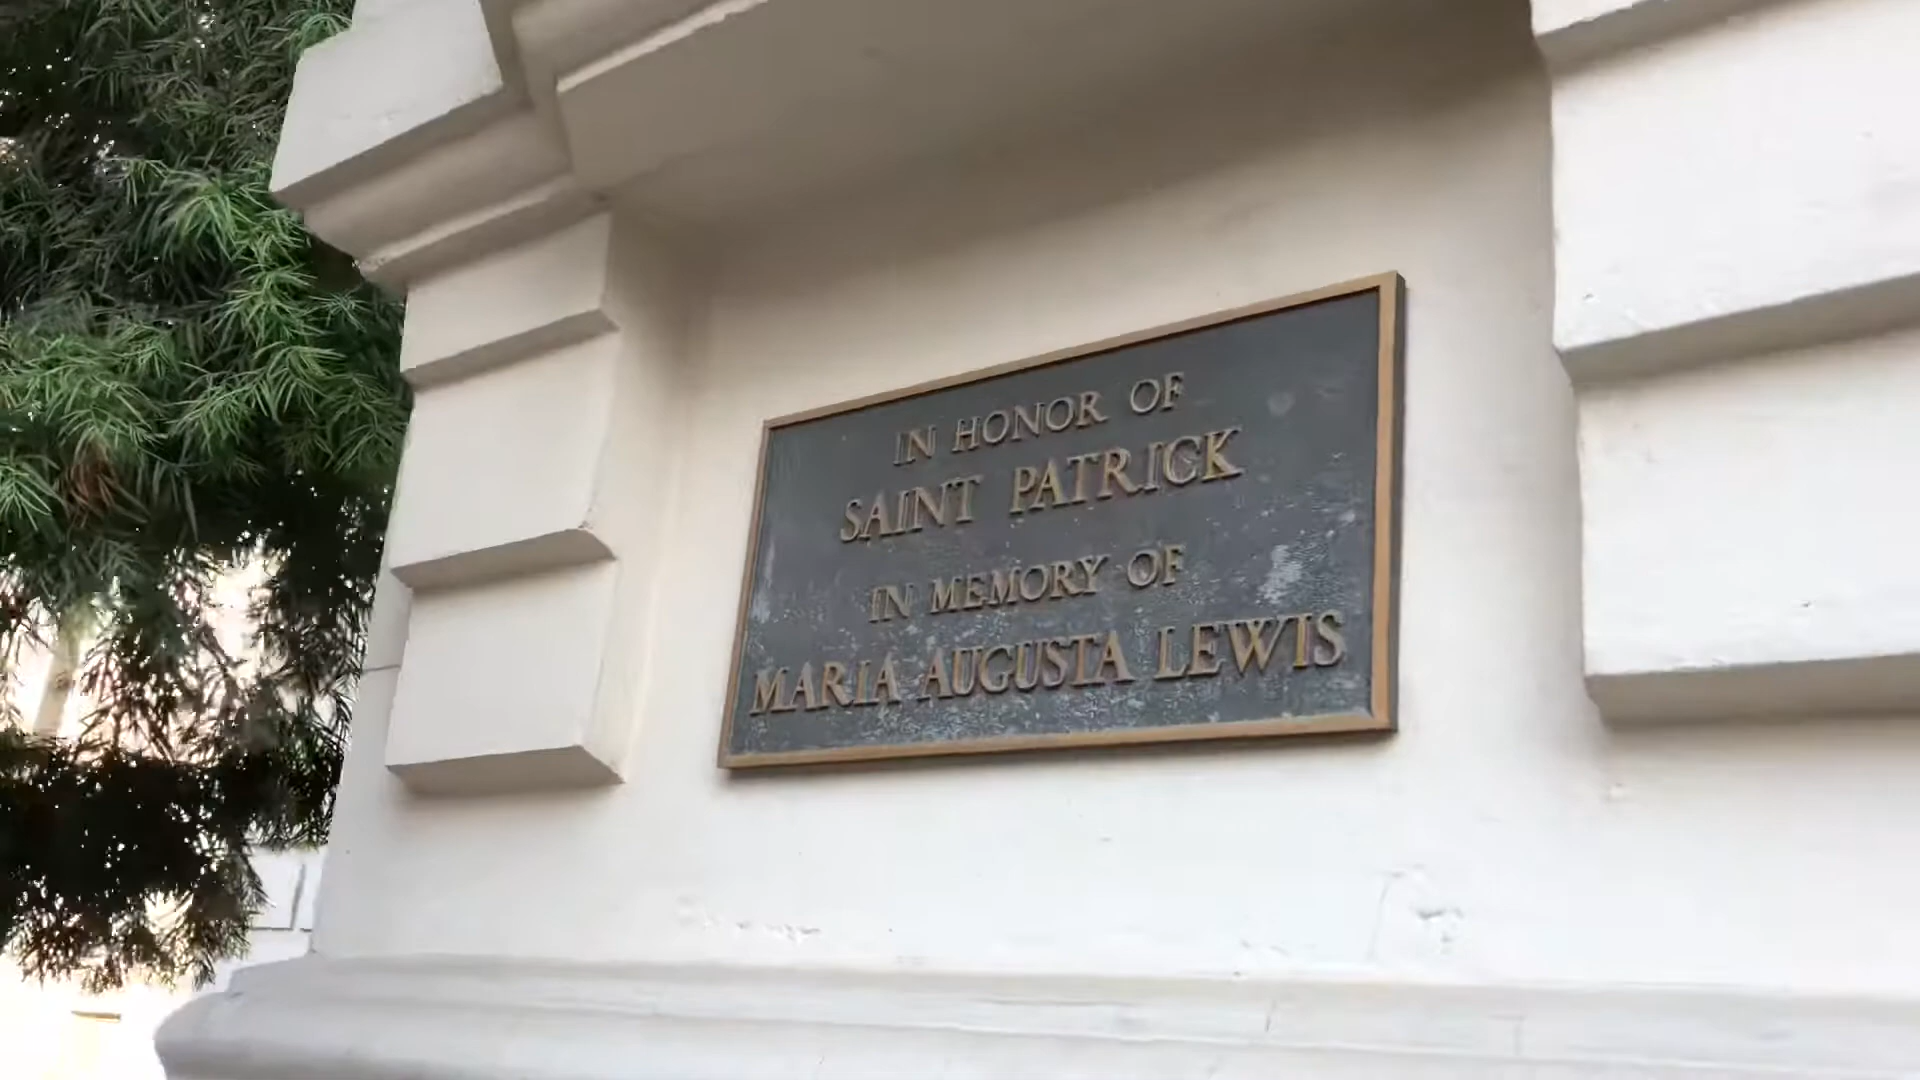 IN HONOR OF
SAINT PATRICK
IN MEMORY OF
MARIA AUGUSTA LEWIS